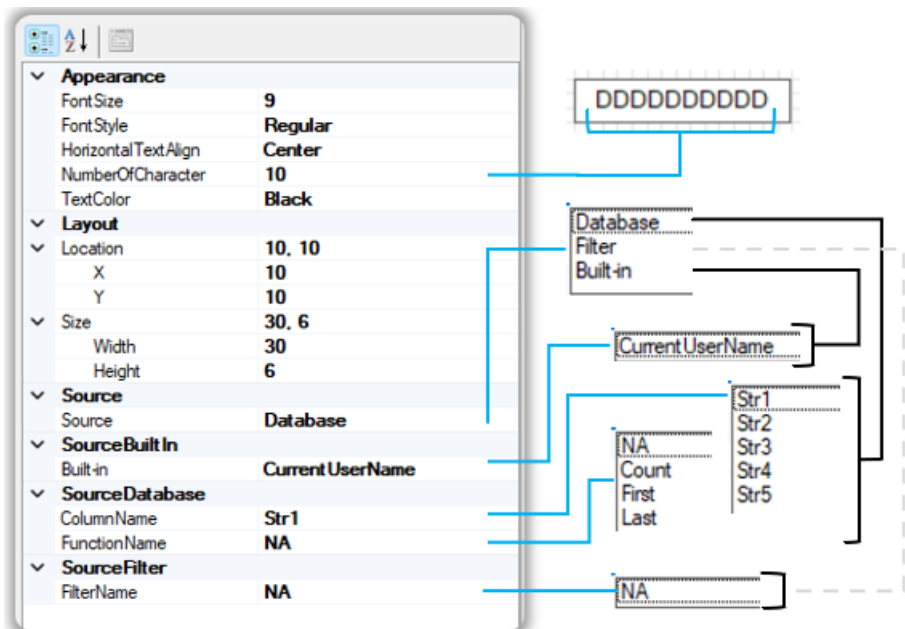 Appearance
FontSize 9
FontStyle Regular
HorizontalTextAlign Center
NumberOfCharacter 10
TextColor Black
Layout
Location 10, 10
X 10
Y 10
Size 30, 6
Width 30
Height 6
Source
Source Database
SourceBuiltIn
Built-in CurrentUserName
SourceDatabase
ColumnName Str1
FunctionName NA
SourceFilter
FilterName NA
DDDDDDDDDD
Database
Filter
Built-in
CurrentUserName
Str1
Str2
Str3
Str4
Str5
NA
Count
First
Last
NA